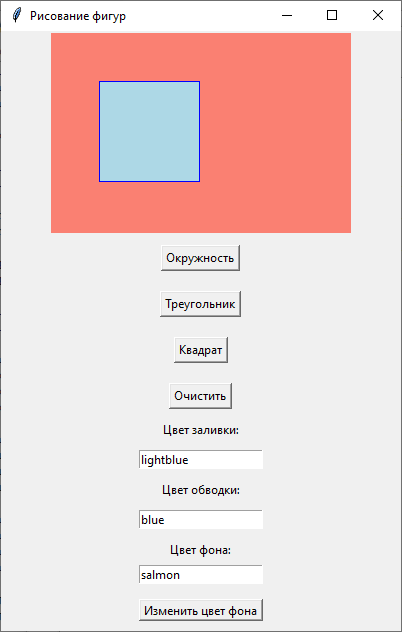 Рисование фигур
Окружность
Треугольник
Квадрат
Очистить
Цвет заливки:
lightblue
Цвет обводки:
blue
Цвет фона:
salmon
Изменить цвет фона